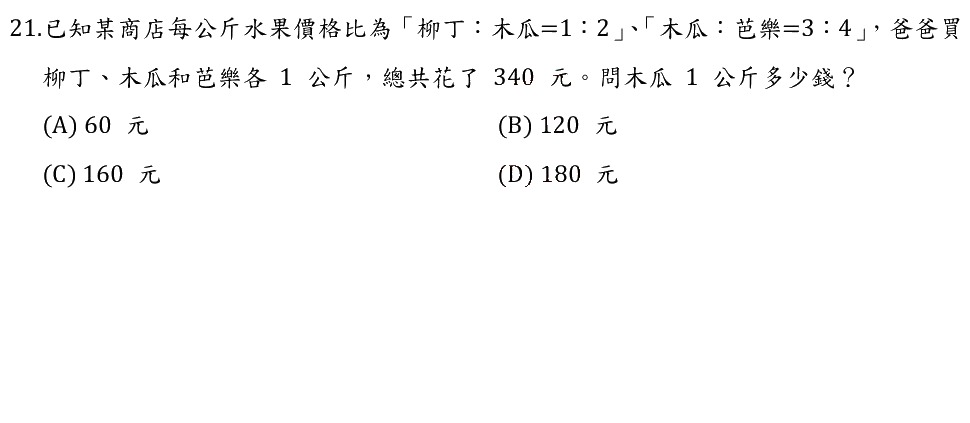 21.已知某商店每公斤水果價格比為「柳丁：木瓜=1：2」、「木瓜：芭樂=3：4」，爸爸買
柳丁、木瓜和芭樂各 1 公斤，總共花了 340 元。問木瓜 1 公斤多少錢？
(A) 60 元 (B) 120 元
(C) 160 元 (D) 180 元